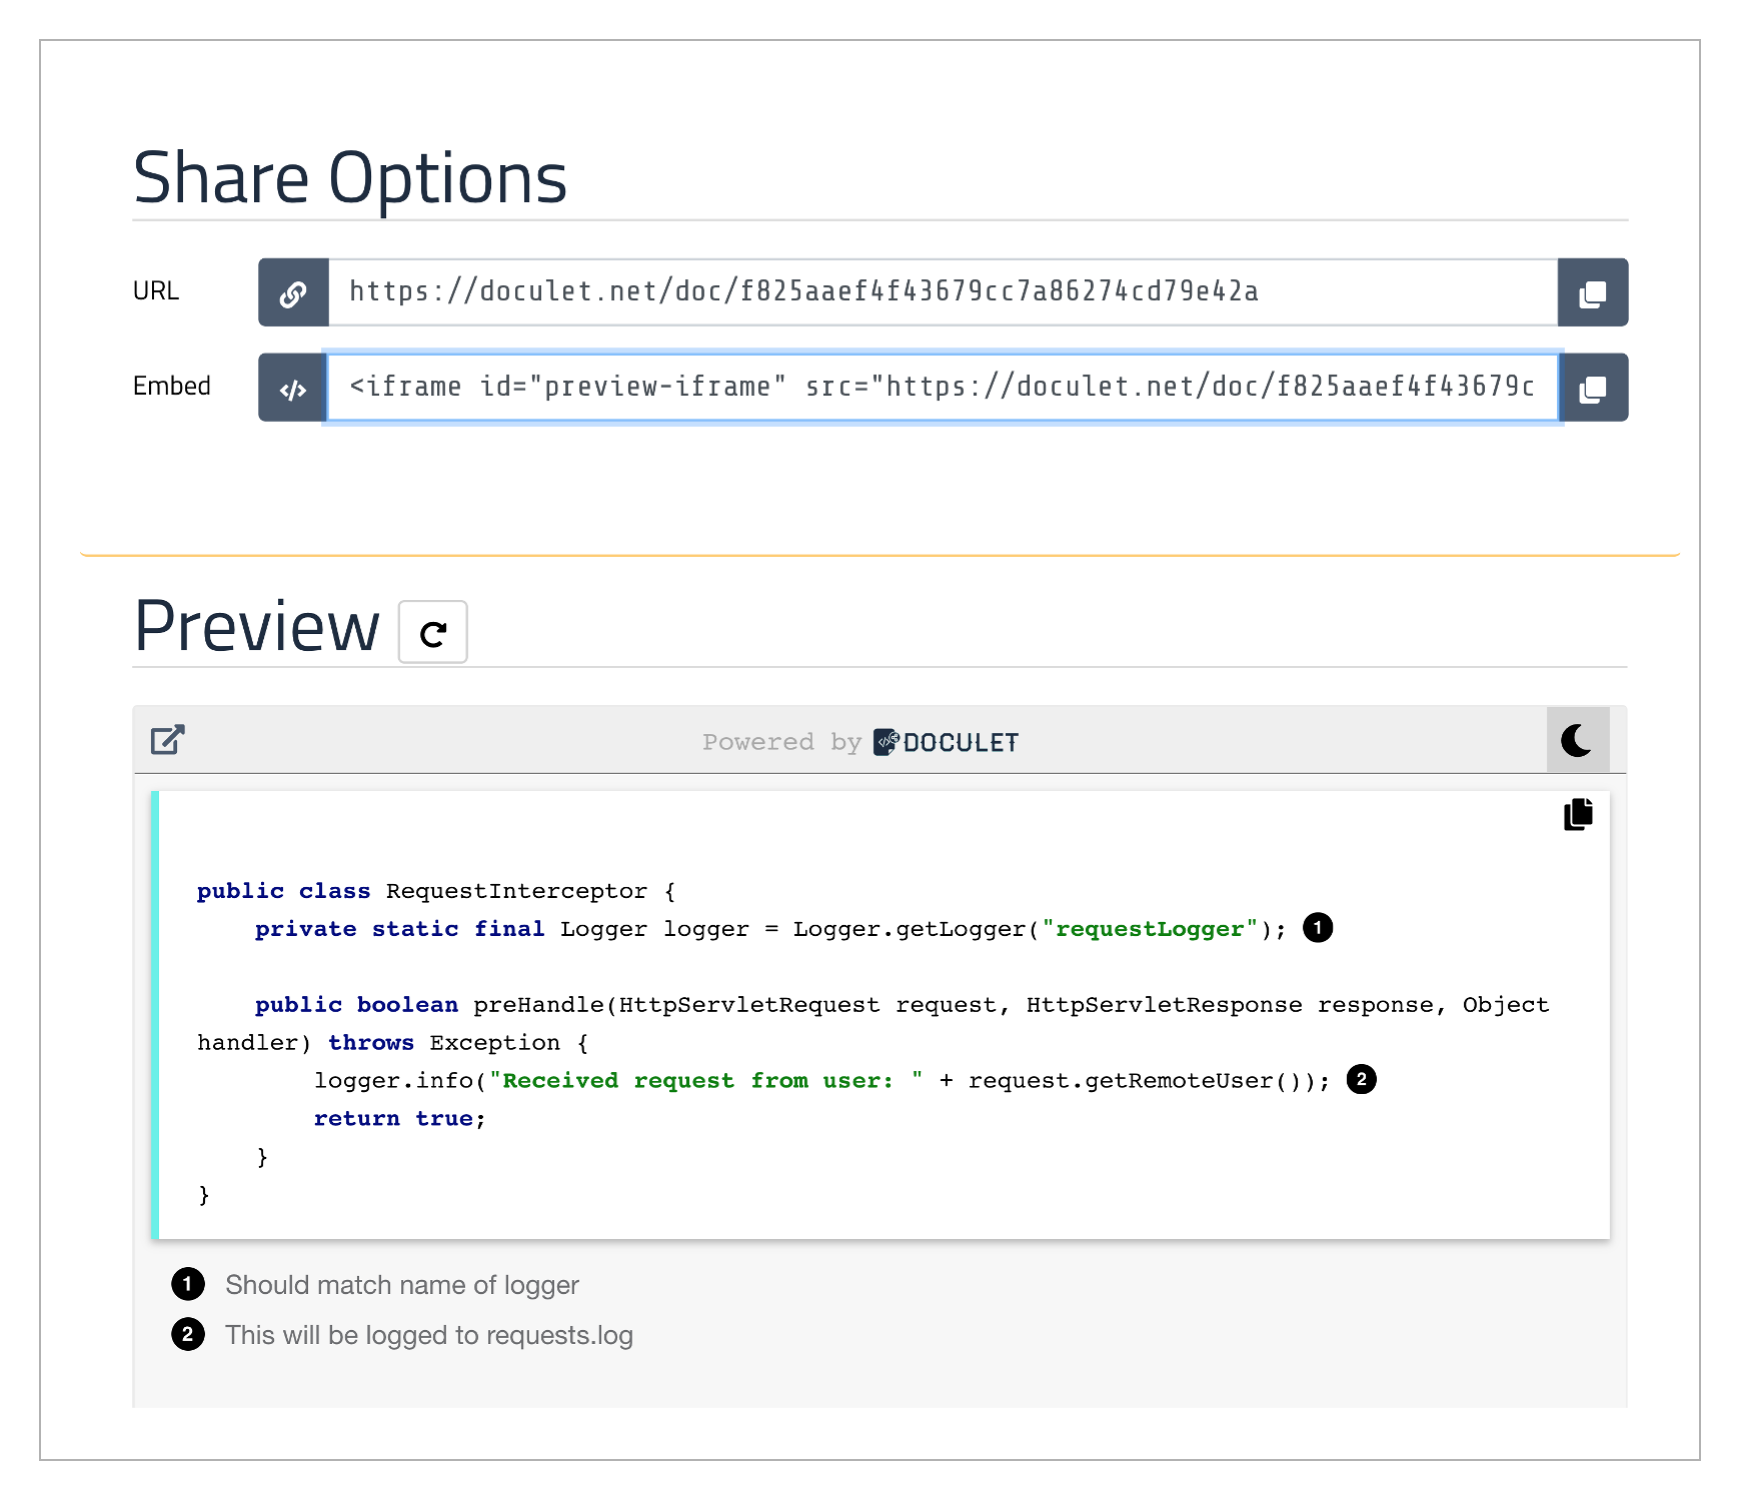 Share Options
URL
https://doculet.net/doc/f825aaef4f43679cc7a86274cd79e42a
Embed
<iframe id="preview-iframe" src="https://doculet.net/doc/f825aaef4f43679c
Preview
Powered by DOCULET
public class RequestInterceptor {
    private static final Logger logger = Logger.getLogger("requestLogger"); 1
    public boolean preHandle(HttpServletRequest request, HttpServletResponse response, Object
handler) throws Exception {
        logger.info("Received request from user: " + request.getRemoteUser()); 2
        return true;
    }
}
1 Should match name of logger
2 This will be logged to requests.log